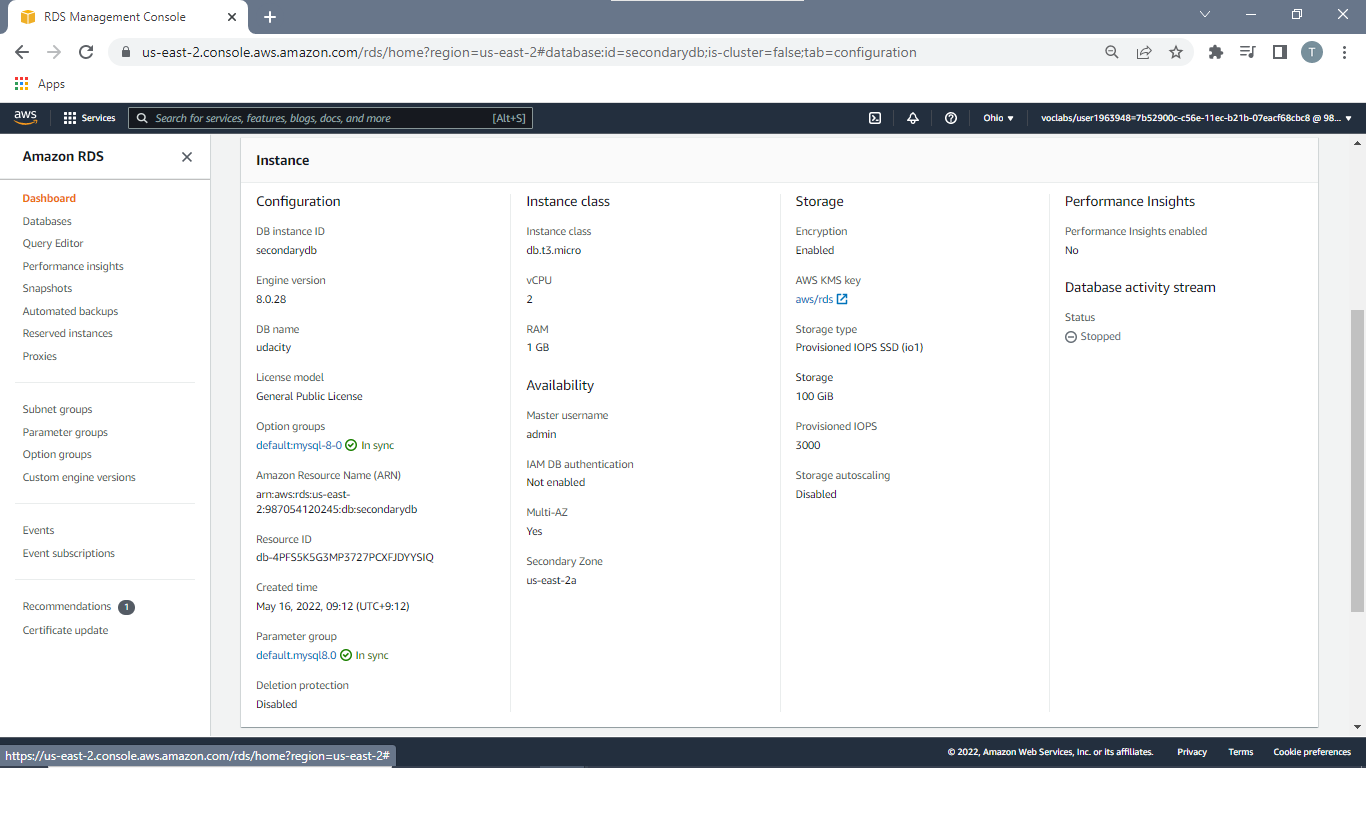 RDS Management Console
us-east-2.console.aws.amazon.com/rds/home?region=us-east-2#database:id=secondarydb;is-cluster=false;tab=configuration
T
Apps
aws
Services
Search for services, features, blogs, docs, and more
[Alt+S]
Ohio
voclabs/user1963948=7b52900c-c56e-11ec-b21b-07eacf68cbc8 @ 98...
Amazon RDS
Dashboard
Databases
Query Editor
Performance insights
Snapshots
Automated backups
Reserved instances
Proxies
Subnet groups
Parameter groups
Option groups
Custom engine versions
Events
Event subscriptions
Recommendations 1
Certificate update
Instance
Configuration
DB instance ID
secondarydb
Engine version
8.0.28
DB name
udacity
License model
General Public License
Option groups
default:mysql-8-0 In sync
Amazon Resource Name (ARN)
arn:aws:rds:us-east-
2:987054120245:db:secondarydb
Resource ID
db-4PFS5K5G3MP3727PCXFJDYYSIQ
Created time
May 16, 2022, 09:12 (UTC+9:12)
Parameter group
default.mysql8.0 In sync
Deletion protection
Disabled
Instance class
Instance class
db.t3.micro
vCPU
2
RAM
1 GB
Availability
Master username
admin
IAM DB authentication
Not enabled
Multi-AZ
Yes
Secondary Zone
us-east-2a
Storage
Encryption
Enabled
AWS KMS key
aws/rds
Storage type
Provisioned IOPS SSD (io1)
Storage
100 GiB
Provisioned IOPS
3000
Storage autoscaling
Disabled
Performance Insights
Performance Insights enabled
No
Database activity stream
Status
Stopped
https://us-east-2.console.aws.amazon.com/rds/home?region=us-east-2#
© 2022, Amazon Web Services, Inc. or its affiliates.
Privacy
Terms
Cookie preferences